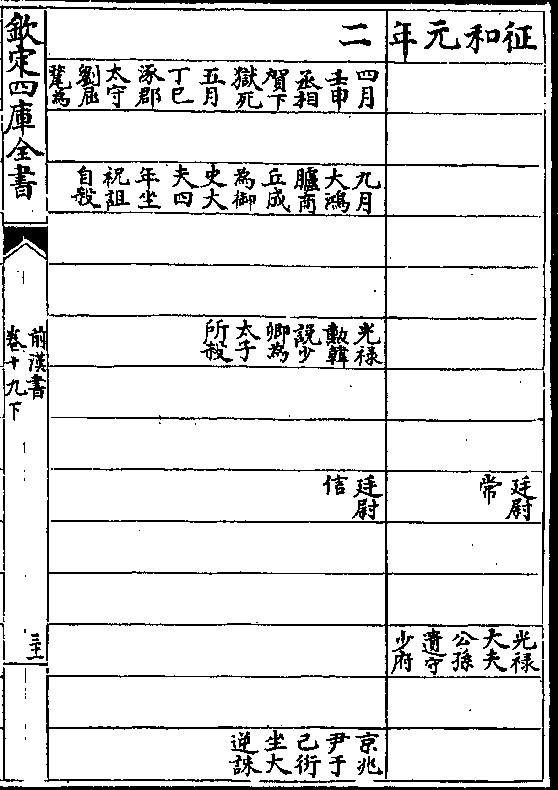 征和元年
廷尉
常
光禄
大夫
公孫
遺守
少府
二
四月
壬申
丞相
賀下
獄死
五月
丁巳
涿郡
太守
劉屈
氂為
九月
大鴻
臚商
丘成
為御
史大
夫四
年坐
祝詛
自殺
光禄
勲韓
說少
卿為
太子
所殺
廷尉
信
京兆
尹于
己衍
坐大
逆誅
欽定四庫全書
前漢書
卷十九下
三十一